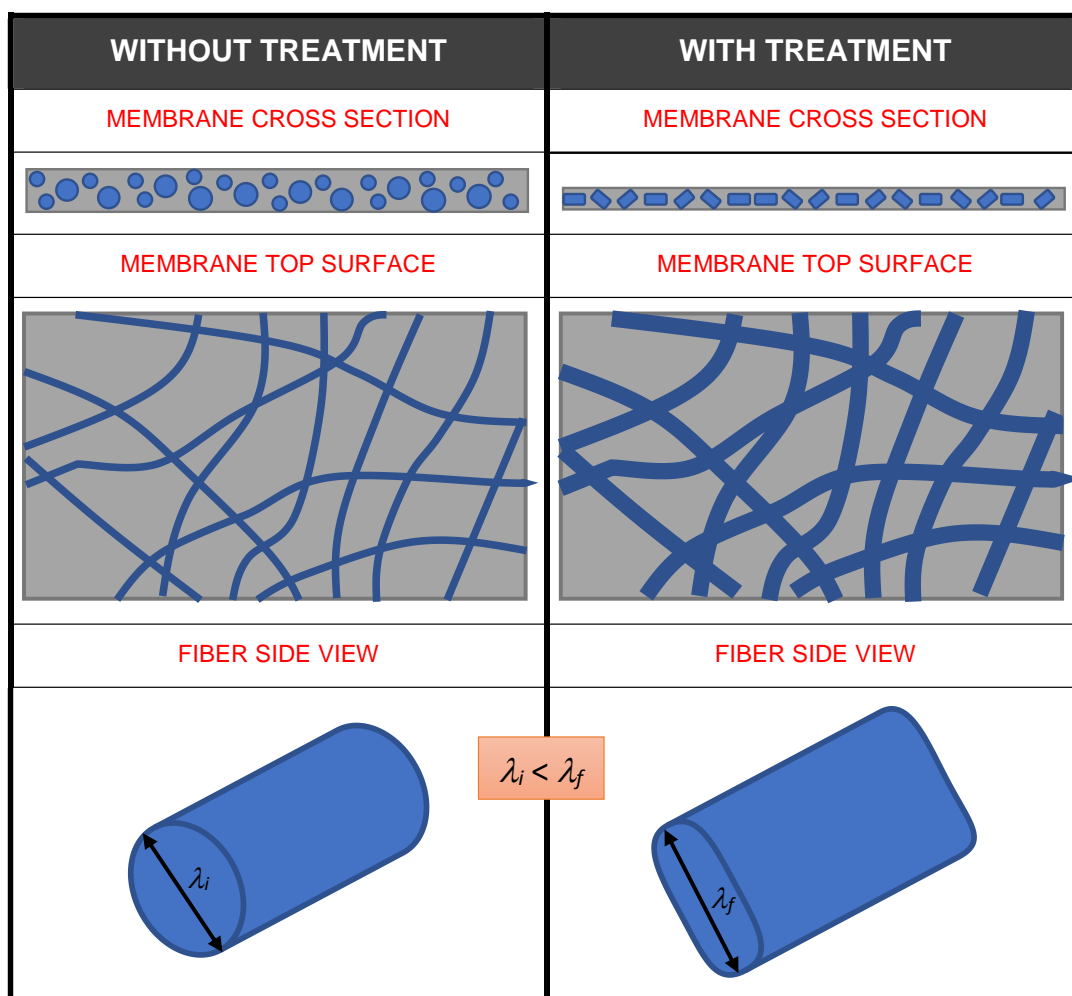 WITHOUT TREATMENT
WITH TREATMENT
MEMBRANE CROSS SECTION
MEMBRANE CROSS SECTION
MEMBRANE TOP SURFACE
MEMBRANE TOP SURFACE
FIBER SIDE VIEW
FIBER SIDE VIEW
λi < λf
λi
λf